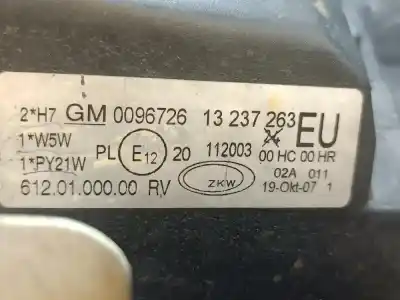 2*H7 GM 0096726 13 237 263 EU
1*W5W
1*PY21W PL E12 20 112003 00 HC 00 HR
02A 011
612.01.000.00 RV ZKW 19-Okt-07 1